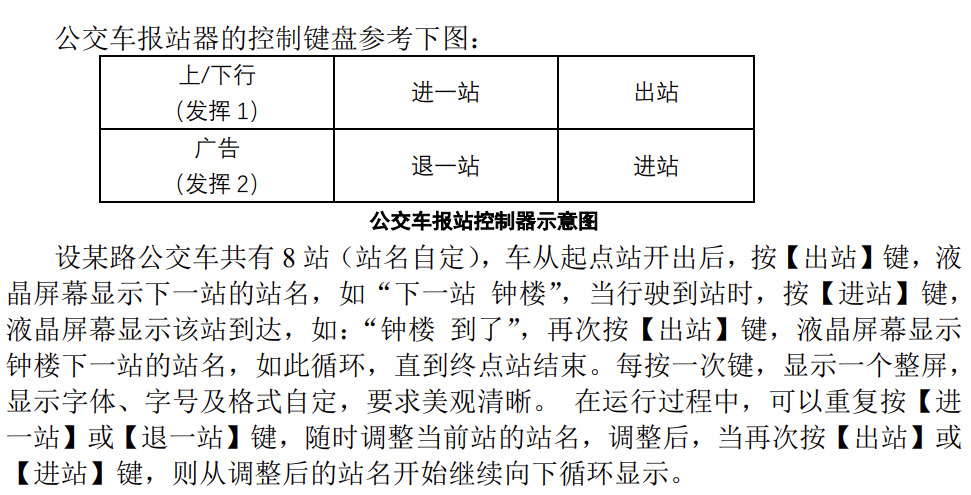 公交车报站器的控制键盘参考下图：
上/下行
（发挥 1）
进一站
出站
广告
（发挥 2）
退一站
进站
公交车报站控制器示意图
设某路公交车共有 8 站（站名自定），车从起点站开出后，按【出站】键，液
晶屏幕显示下一站的站名，如“下一站 钟楼”，当行驶到站时，按【进站】键，
液晶屏幕显示该站到达，如：“钟楼 到了”，再次按【出站】键，液晶屏幕显示
钟楼下一站的站名，如此循环，直到终点站结束。每按一次键，显示一个整屏，
显示字体、字号及格式自定，要求美观清晰。 在运行过程中，可以重复按【进
一站】或【退一站】键，随时调整当前站的站名，调整后，当再次按【出站】或
【进站】键，则从调整后的站名开始继续向下循环显示。